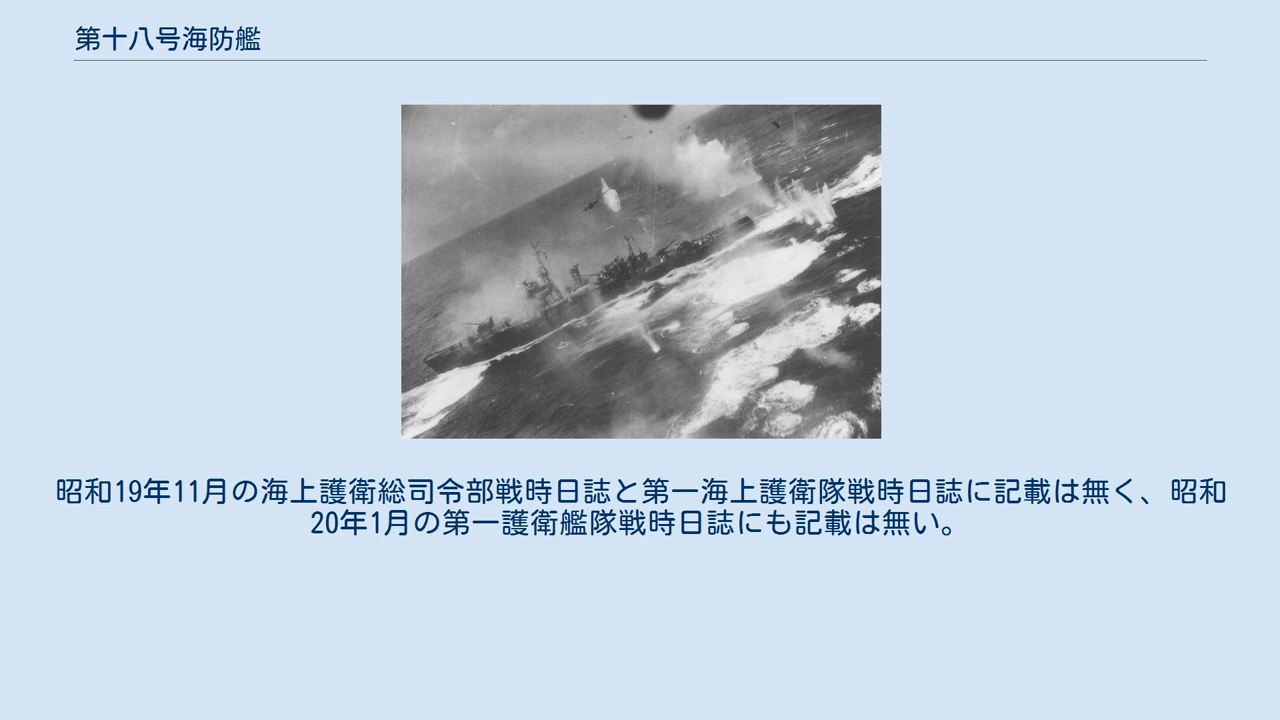 第十八号海防艦
昭和19年11月の海上護衛総司令部戦時日誌と第一海上護衛隊戦時日誌に記載は無く、昭和
20年1月の第一護衛艦隊戦時日誌にも記載は無い。